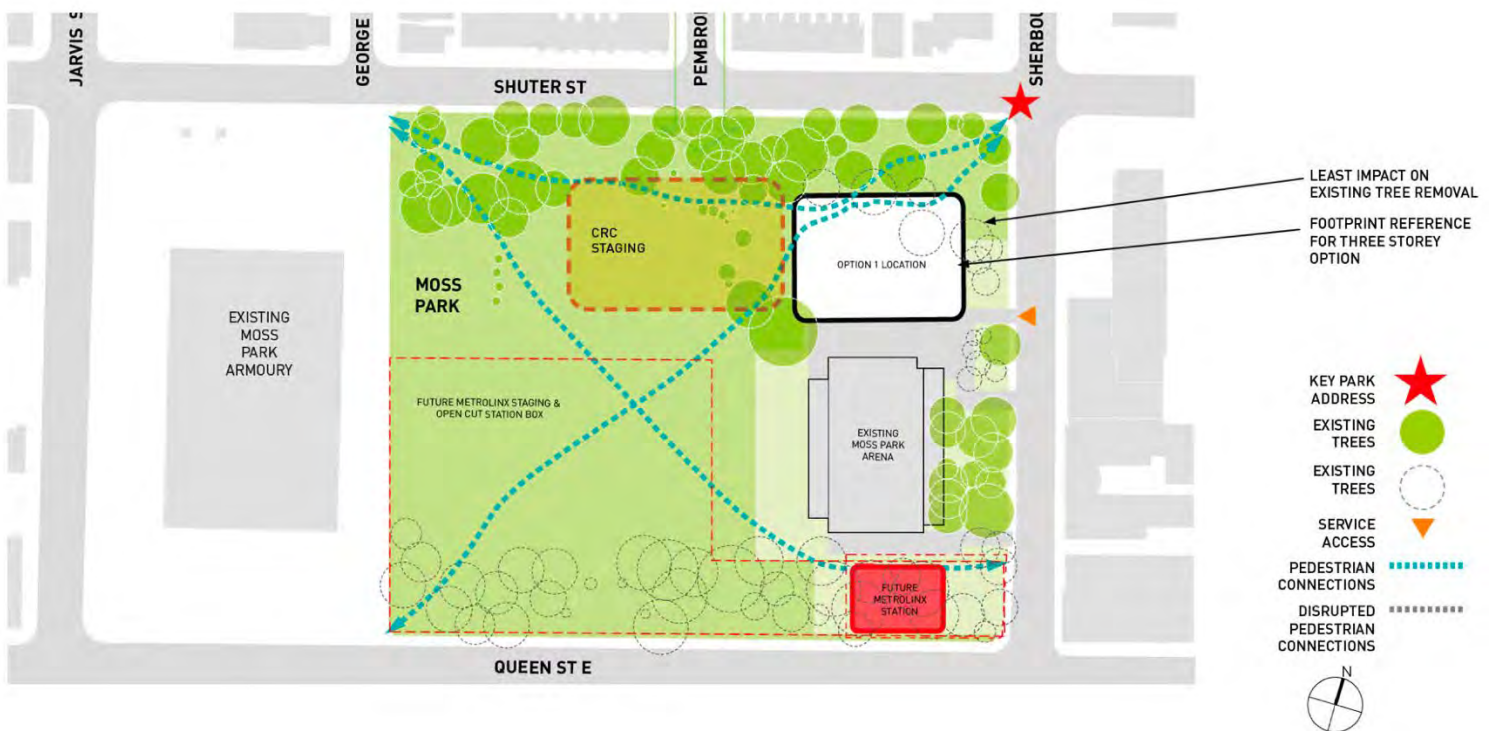 JARVIS S
GEORGE
PEMBRO
SHERBOU
SHUTER ST
CRC
STAGING
OPTION 1 LOCATION
LEAST IMPACT ON
EXISTING TREE REMOVAL
FOOTPRINT REFERENCE
FOR THREE STOREY
OPTION
MOSS
PARK
EXISTING
MOSS
PARK
ARMOURY
FUTURE METROLINX STAGING &
OPEN CUT STATION BOX
EXISTING
MOSS PARK
ARENA
FUTURE
METROLINX
STATION
QUEEN ST E
KEY PARK
ADDRESS
EXISTING
TREES
EXISTING
TREES
SERVICE
ACCESS
PEDESTRIAN
CONNECTIONS
DISRUPTED
PEDESTRIAN
CONNECTIONS
N